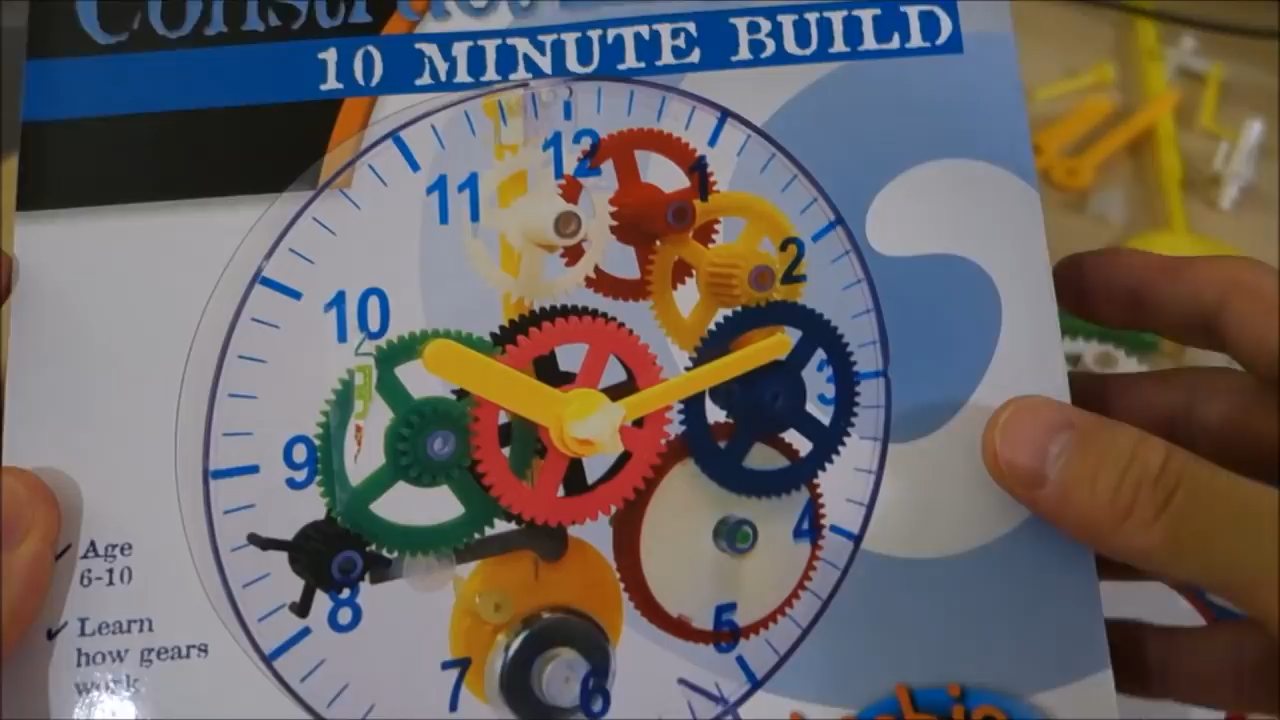 10 MINUTE BUILD
12
11
1
2
10
3
9
4
8
5
7
6
✓ Age
6-10
✓ Learn
how gears
work